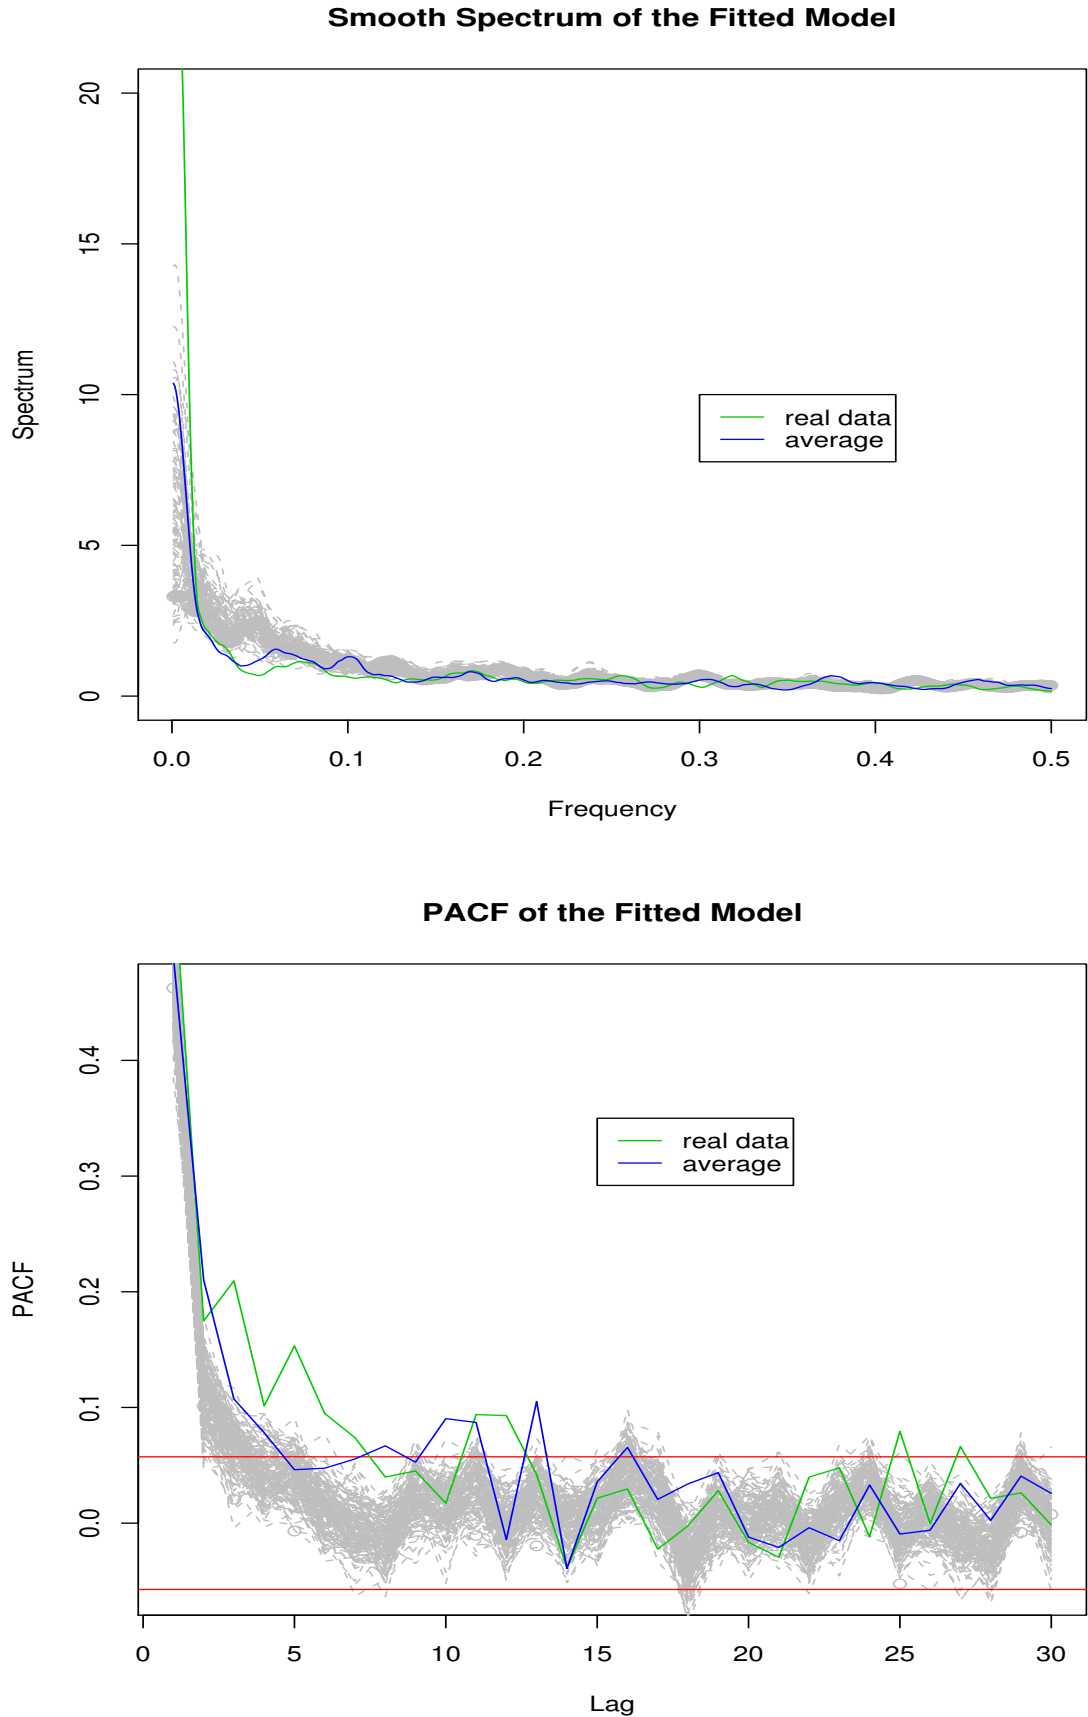 Smooth Spectrum of the Fitted Model
20
15
10
5
0
Spectrum
real data
average
0.0 0.1 0.2 0.3 0.4 0.5
Frequency
PACF of the Fitted Model
0.4
0.3
0.2
0.1
0.0
PACF
real data
average
0 5 10 15 20 25 30
Lag